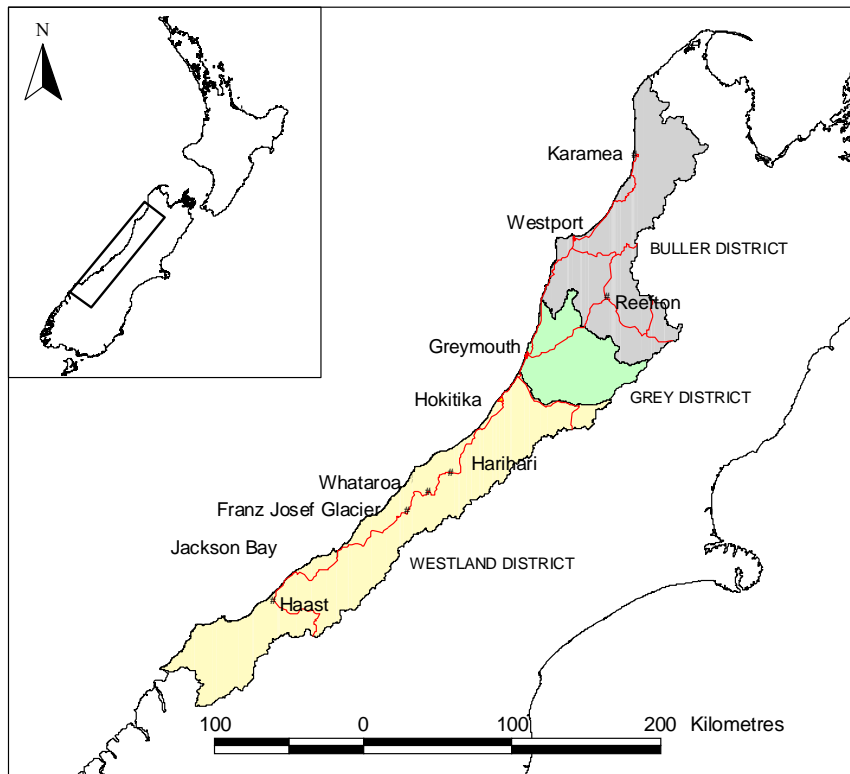 N
Karamea
Westport
BULLER DISTRICT
Reefton
Greymouth
GREY DISTRICT
Hokitika
Harihari
Whataroa
Franz Josef Glacier
Jackson Bay
WESTLAND DISTRICT
Haast
100 0 100 200 Kilometres